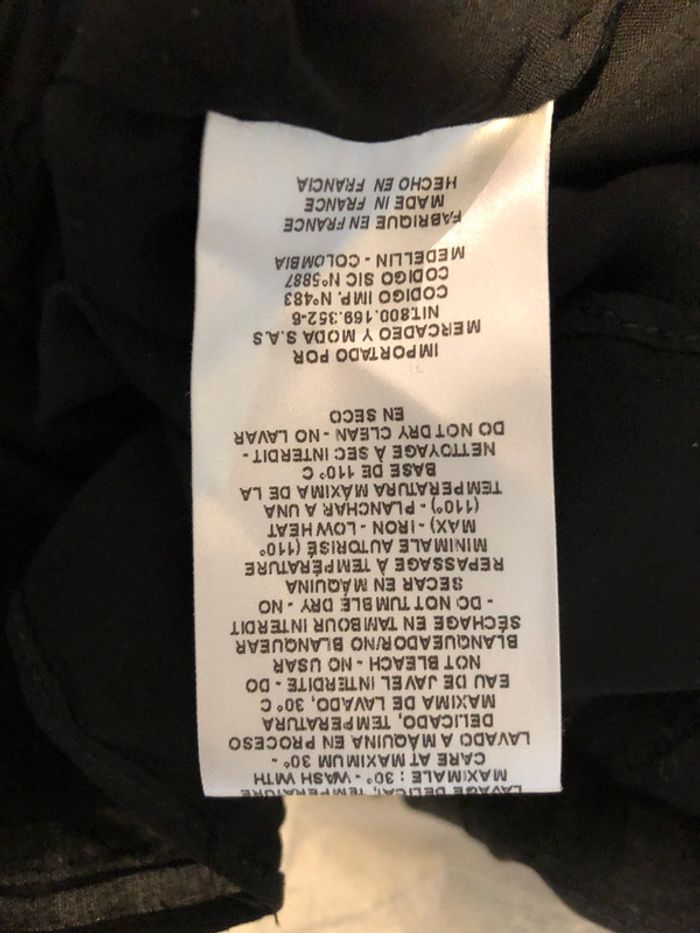 LAVAGE DELICAT, TEMPERATURE
MAXIMALE : 30° - WASH WITH
CARE AT MAXIMUM 30° -
LAVADO A MÁQUINA EN PROCESO
DELICADO, TEMPERATURA
MAXIMA DE LAVADO, 30°C
EAU DE JAVEL INTERDITE - DO
NOT BLEACH - NO USAR
BLANQUEADOR/NO BLANQUEAR
SÉCHAGE EN TAMBOUR INTERDIT
- DO NOT TUMBLE DRY - NO
SECAR EN MÁQUINA
REPASSAGE À TEMPÉRATURE
MINIMALE AUTORISÉ (110°
MAX) - IRON - LOW HEAT
(110°) - PLANCHAR A UNA
TEMPERATURA MÁXIMA DE LA
BASE DE 110°C
NETTOYAGE À SEC INTERDIT -
DO NOT DRY CLEAN - NO LAVAR
EN SECO
IMPORTADO POR
MERCADEO Y MODA S.A.S
NIT.800.169.352-6
CODIGO IMP. N°483
CODIGO SIC N°5887
MEDELLIN - COLOMBIA
FABRIQUE EN FRANCE
MADE IN FRANCE
HECHO EN FRANCIA